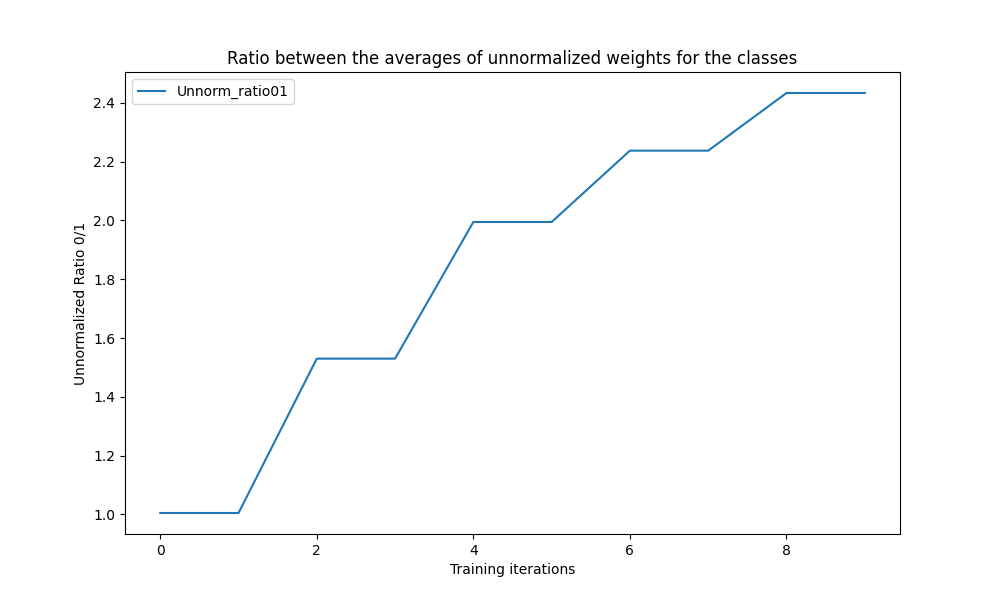 Ratio between the averages of unnormalized weights for the classes
Unnorm_ratio01
Unnormalized Ratio 0/1
2.4
2.2
2.0
1.8
1.6
1.4
1.2
1.0
0 2 4 6 8
Training iterations